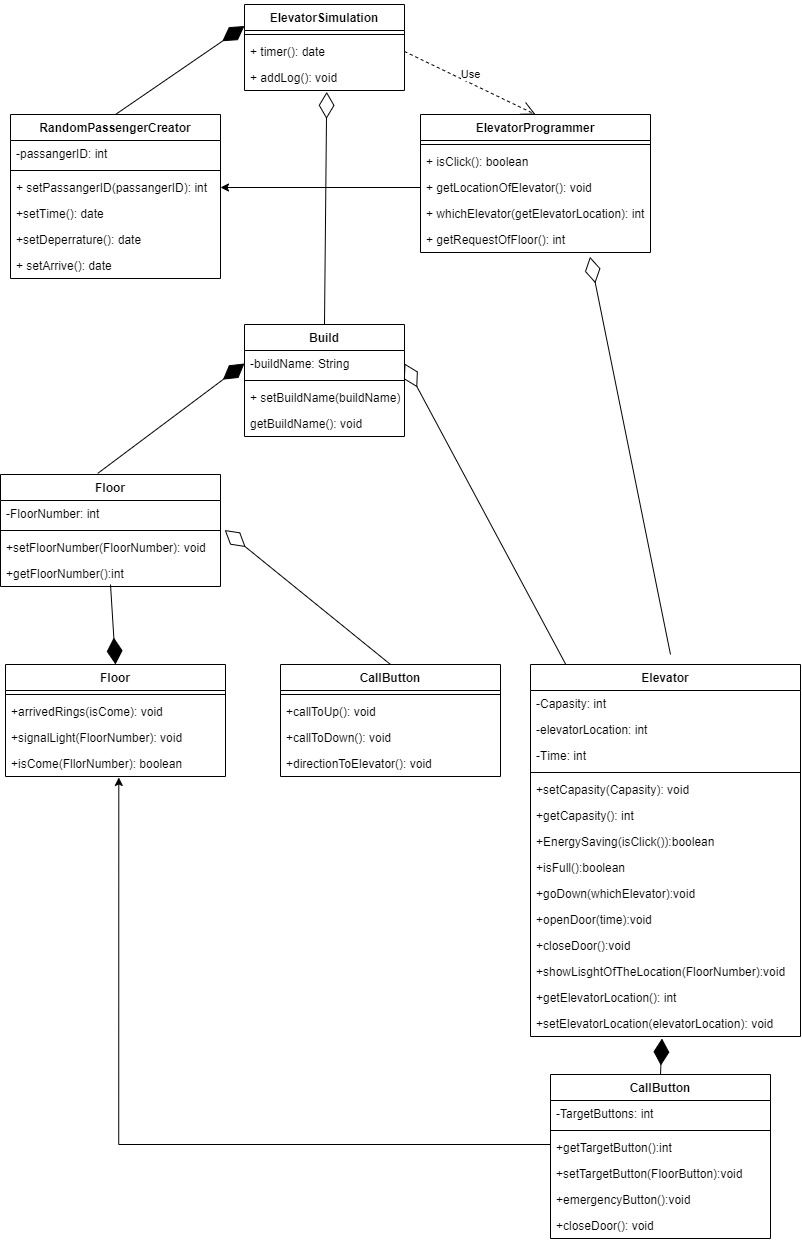 ElevatorSimulation
+ timer(): date
+ addLog(): void
Use
RandomPassengerCreator
-passangerID: int
+ setPassangerID(passangerID): int
+setTime(): date
+setDeperrature(): date
+ setArrive(): date
ElevatorProgrammer
+ isClick(): boolean
+ getLocationOfElevator(): void
+ whichElevator(getElevatorLocation): int
+ getRequestOfFloor(): int
Build
-buildName: String
+ setBuildName(buildName)
getBuildName(): void
Floor
-FloorNumber: int
+setFloorNumber(FloorNumber): void
+getFloorNumber():int
Floor
+arrivedRings(isCome): void
+signalLight(FloorNumber): void
+isCome(FllorNumber): boolean
CallButton
+callToUp(): void
+callToDown(): void
+directionToElevator(): void
Elevator
-Capasity: int
-elevatorLocation: int
-Time: int
+setCapasity(Capasity): void
+getCapasity(): int
+EnergySaving(isClick()):boolean
+isFull():boolean
+goDown(whichElevator):void
+openDoor(time):void
+closeDoor():void
+showLisghtOfTheLocation(FloorNumber):void
+getElevatorLocation(): int
+setElevatorLocation(elevatorLocation): void
CallButton
-TargetButtons: int
+getTargetButton():int
+setTargetButton(FloorButton):void
+emergencyButton():void
+closeDoor(): void